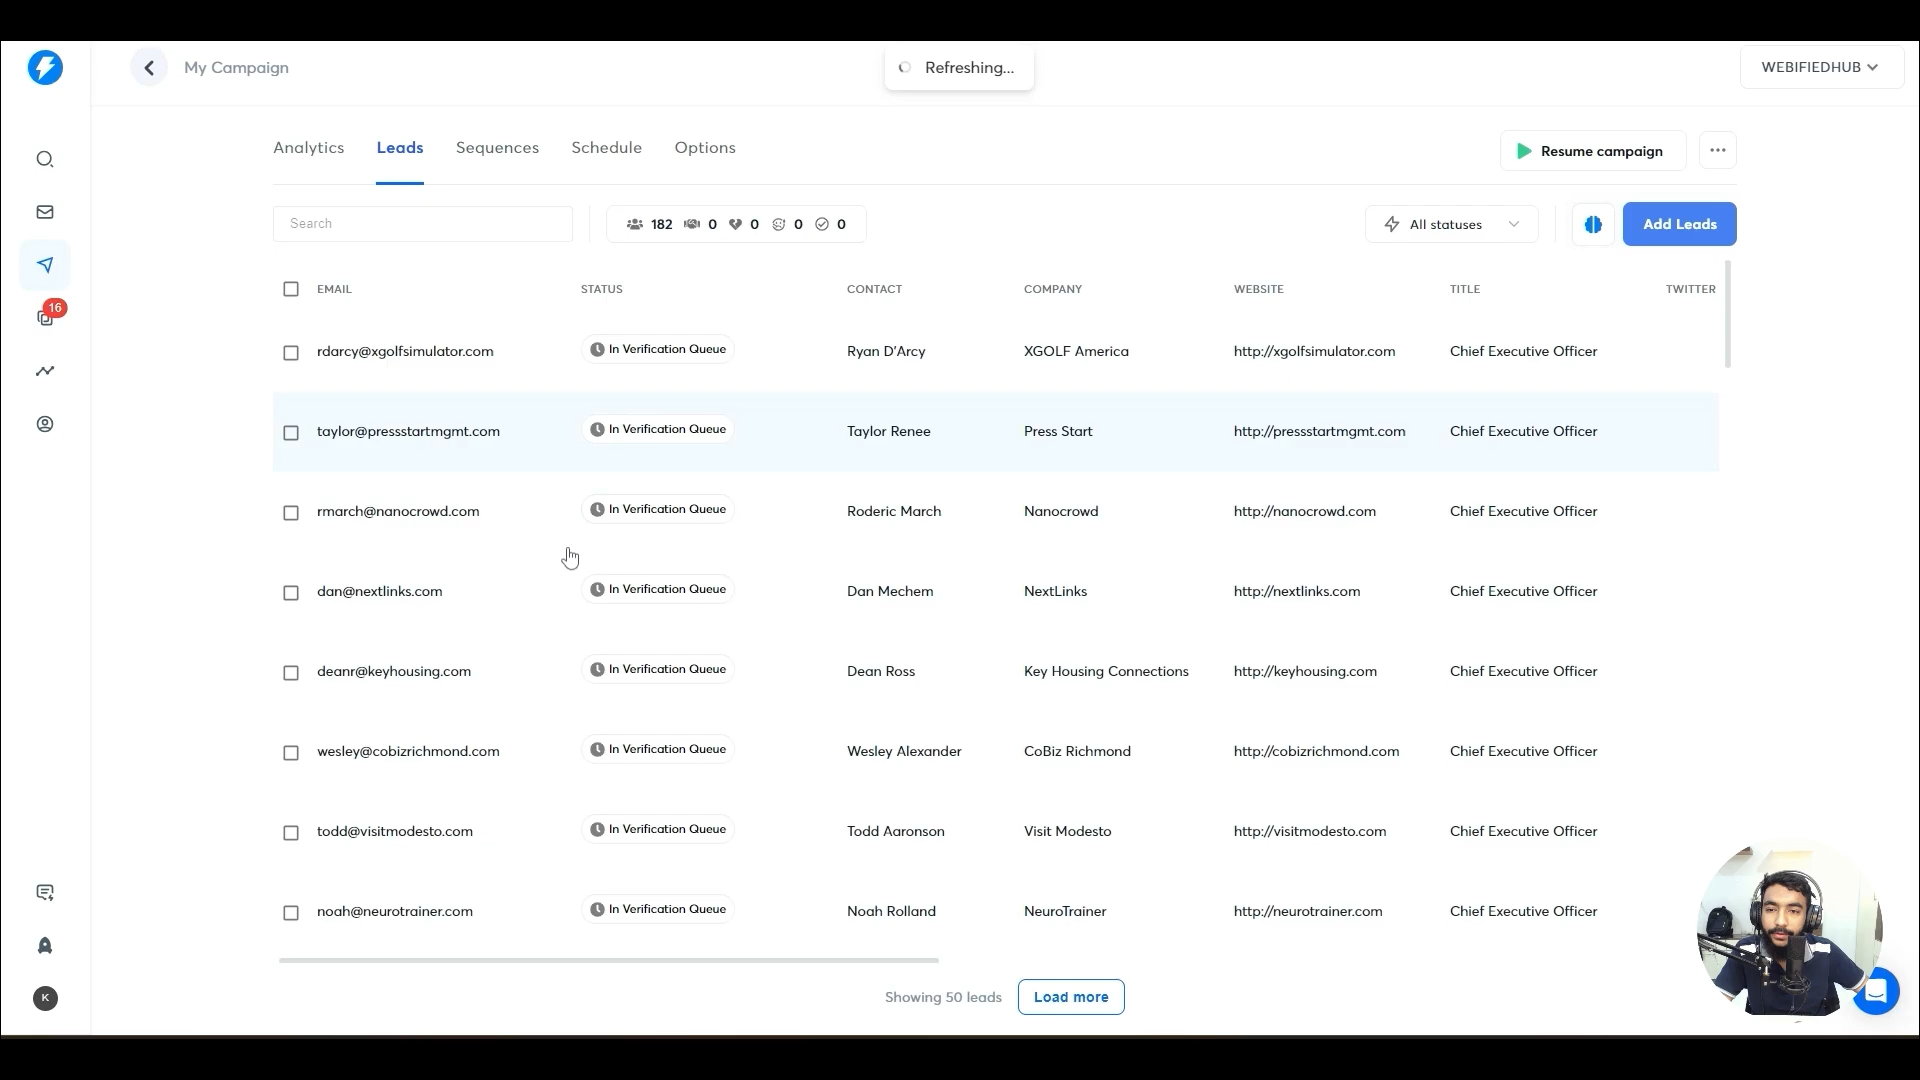 My Campaign
Refreshing...
WEBIFIEDHUB
Analytics Leads Sequences Schedule Options
Resume campaign
Search
182 0 0 0 0
All statuses
Add Leads
EMAIL STATUS CONTACT COMPANY WEBSITE TITLE TWITTER
16
rdarcy@xgolfsimulator.com In Verification Queue Ryan D'Arcy XGOLF America http://xgolfsimulator.com Chief Executive Officer
taylor@pressstartmgmt.com In Verification Queue Taylor Renee Press Start http://pressstartmgmt.com Chief Executive Officer
rmarch@nanocrowd.com In Verification Queue Roderic March Nanocrowd http://nanocrowd.com Chief Executive Officer
dan@nextlinks.com In Verification Queue Dan Mechem NextLinks http://nextlinks.com Chief Executive Officer
deanr@keyhousing.com In Verification Queue Dean Ross Key Housing Connections http://keyhousing.com Chief Executive Officer
wesley@cobizrichmond.com In Verification Queue Wesley Alexander CoBiz Richmond http://cobizrichmond.com Chief Executive Officer
todd@visitmodesto.com In Verification Queue Todd Aaronson Visit Modesto http://visitmodesto.com Chief Executive Officer
noah@neurotrainer.com In Verification Queue Noah Rolland NeuroTrainer http://neurotrainer.com Chief Executive Officer
K
Showing 50 leads
Load more